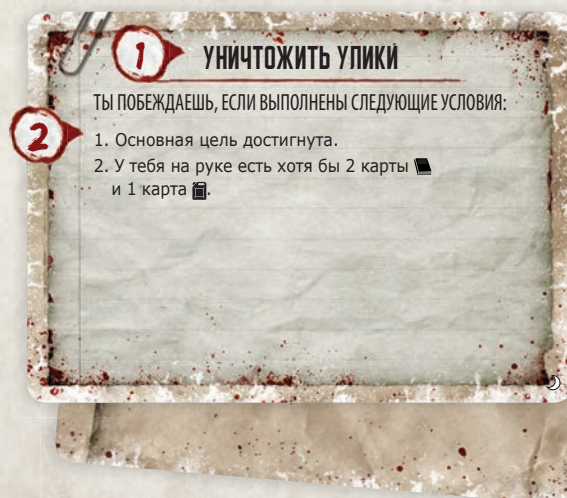 1
УНИЧТОЖИТЬ УЛИКИ
ТЫ ПОБЕЖДАЕШЬ, ЕСЛИ ВЫПОЛНЕНЫ СЛЕДУЮЩИЕ УСЛОВИЯ:
2
1. Основная цель достигнута.
2. У тебя на руке есть хотя бы 2 карты
и 1 карта .